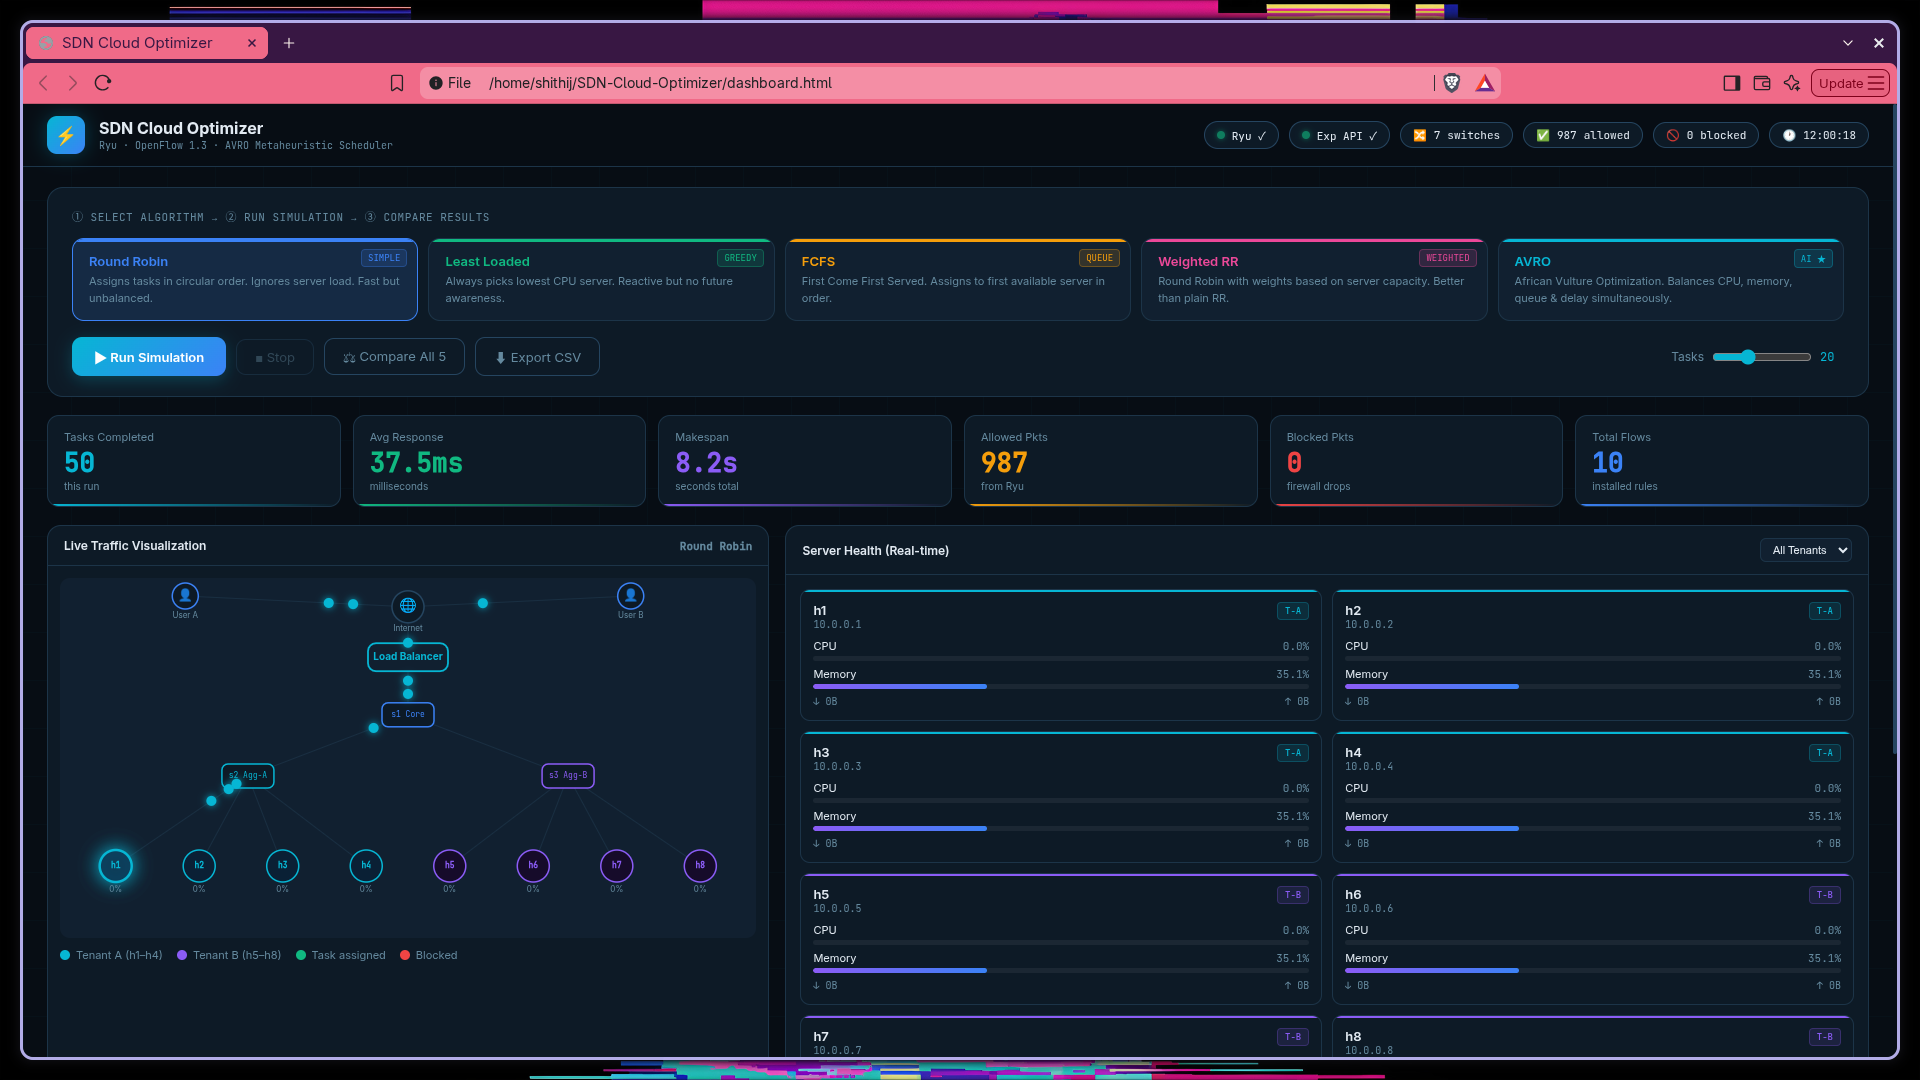 SDN Cloud Optimizer
File /home/shithij/SDN-Cloud-Optimizer/dashboard.html
Update
SDN Cloud Optimizer
Ryu · OpenFlow 1.3 · AVRO Metaheuristic Scheduler
Ryu ✓
Exp API ✓
7 switches
987 allowed
0 blocked
12:00:18
① SELECT ALGORITHM → ② RUN SIMULATION → ③ COMPARE RESULTS
Round Robin
SIMPLE
Assigns tasks in circular order. Ignores server load. Fast but
unbalanced.
Least Loaded
GREEDY
Always picks lowest CPU server. Reactive but no future
awareness.
FCFS
QUEUE
First Come First Served. Assigns to first available server in
order.
Weighted RR
WEIGHTED
Round Robin with weights based on server capacity. Better
than plain RR.
AVRO
AI ★
African Vulture Optimization. Balances CPU, memory,
queue & delay simultaneously.
▶ Run Simulation
■ Stop
⚖ Compare All 5
⬇ Export CSV
Tasks 20
Tasks Completed
50
this run
Avg Response
37.5ms
milliseconds
Makespan
8.2s
seconds total
Allowed Pkts
987
from Ryu
Blocked Pkts
0
firewall drops
Total Flows
10
installed rules
Live Traffic Visualization
Round Robin
User A
Internet
User B
Load Balancer
s1 Core
s2 Agg-A
s3 Agg-B
h1
h2
h3
h4
h5
h6
h7
h8
0%
0%
0%
0%
0%
0%
0%
0%
Tenant A (h1–h4)
Tenant B (h5–h8)
Task assigned
Blocked
Server Health (Real-time)
All Tenants
h1
T-A
10.0.0.1
CPU 0.0%
Memory 35.1%
↓ 0B ↑ 0B
h2
T-A
10.0.0.2
CPU 0.0%
Memory 35.1%
↓ 0B ↑ 0B
h3
T-A
10.0.0.3
CPU 0.0%
Memory 35.1%
↓ 0B ↑ 0B
h4
T-A
10.0.0.4
CPU 0.0%
Memory 35.1%
↓ 0B ↑ 0B
h5
T-B
10.0.0.5
CPU 0.0%
Memory 35.1%
↓ 0B ↑ 0B
h6
T-B
10.0.0.6
CPU 0.0%
Memory 35.1%
↓ 0B ↑ 0B
h7
T-B
10.0.0.7
h8
T-B
10.0.0.8